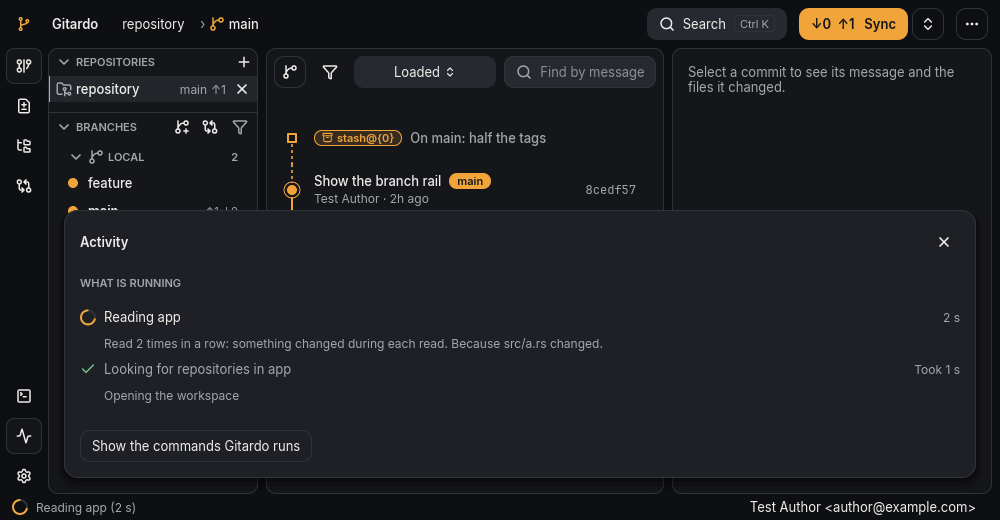 Gitardo
repository
main
Search
Ctrl K
↓0 ↑1 Sync
REPOSITORIES
repository
main ↑1
BRANCHES
LOCAL
2
feature
Loaded
Find by message
stash@{0}
On main: half the tags
Show the branch rail
main
Test Author · 2h ago
8cedf57
Select a commit to see its message and the
files it changed.
Activity
WHAT IS RUNNING
Reading app
2 s
Read 2 times in a row: something changed during each read. Because src/a.rs changed.
Looking for repositories in app
Took 1 s
Opening the workspace
Show the commands Gitardo runs
Reading app (2 s)
Test Author <author@example.com>